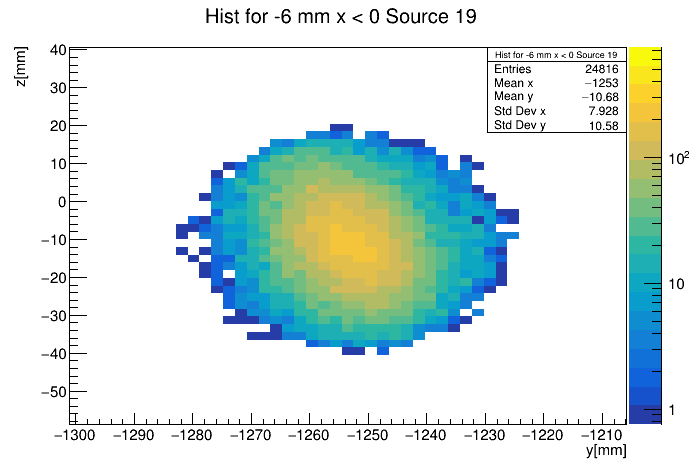 Hist for -6 mm x < 0 Source 19
z[mm]
Hist for -6 mm x < 0 Source 19
Entries 24816
Mean x −1253
Mean y −10.68
Std Dev x 7.928
Std Dev y 10.58
40
30
20
10
0
−10
−20
−30
−40
−50
10²
10
1
−1300 −1290 −1280 −1270 −1260 −1250 −1240 −1230 −1220 −1210
y[mm]